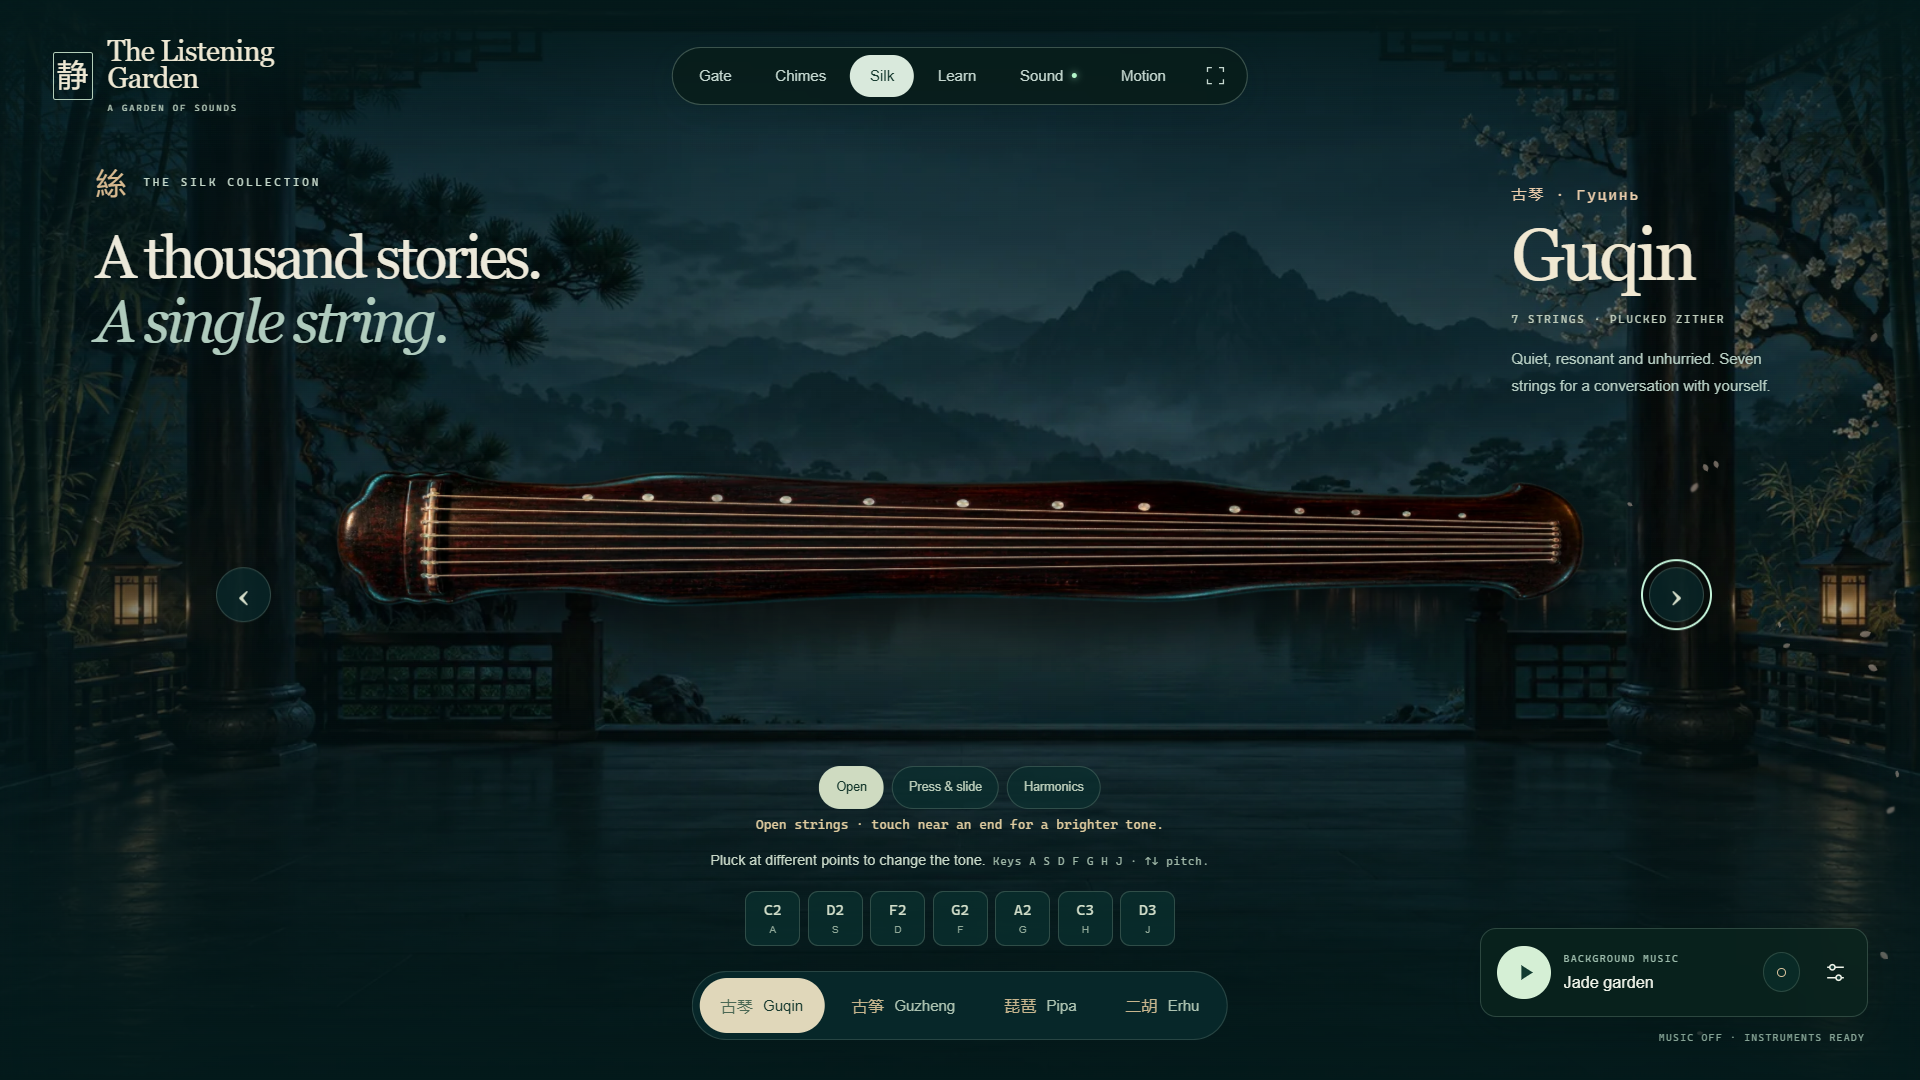 静
The Listening
Garden
A GARDEN OF SOUNDS
Gate Chimes Silk Learn Sound Motion
絲 THE SILK COLLECTION
A thousand stories.
A single string.
古琴 · Гуцинь
Guqin
7 STRINGS · PLUCKED ZITHER
Quiet, resonant and unhurried. Seven
strings for a conversation with yourself.
Open Press & slide Harmonics
Open strings · touch near an end for a brighter tone.
Pluck at different points to change the tone. Keys A S D F G H J · ↑↓ pitch.
C2 D2 F2 G2 A2 C3 D3
A S D F G H J
古琴 Guqin 古筝 Guzheng 琵琶 Pipa 二胡 Erhu
BACKGROUND MUSIC
Jade garden
MUSIC OFF · INSTRUMENTS READY